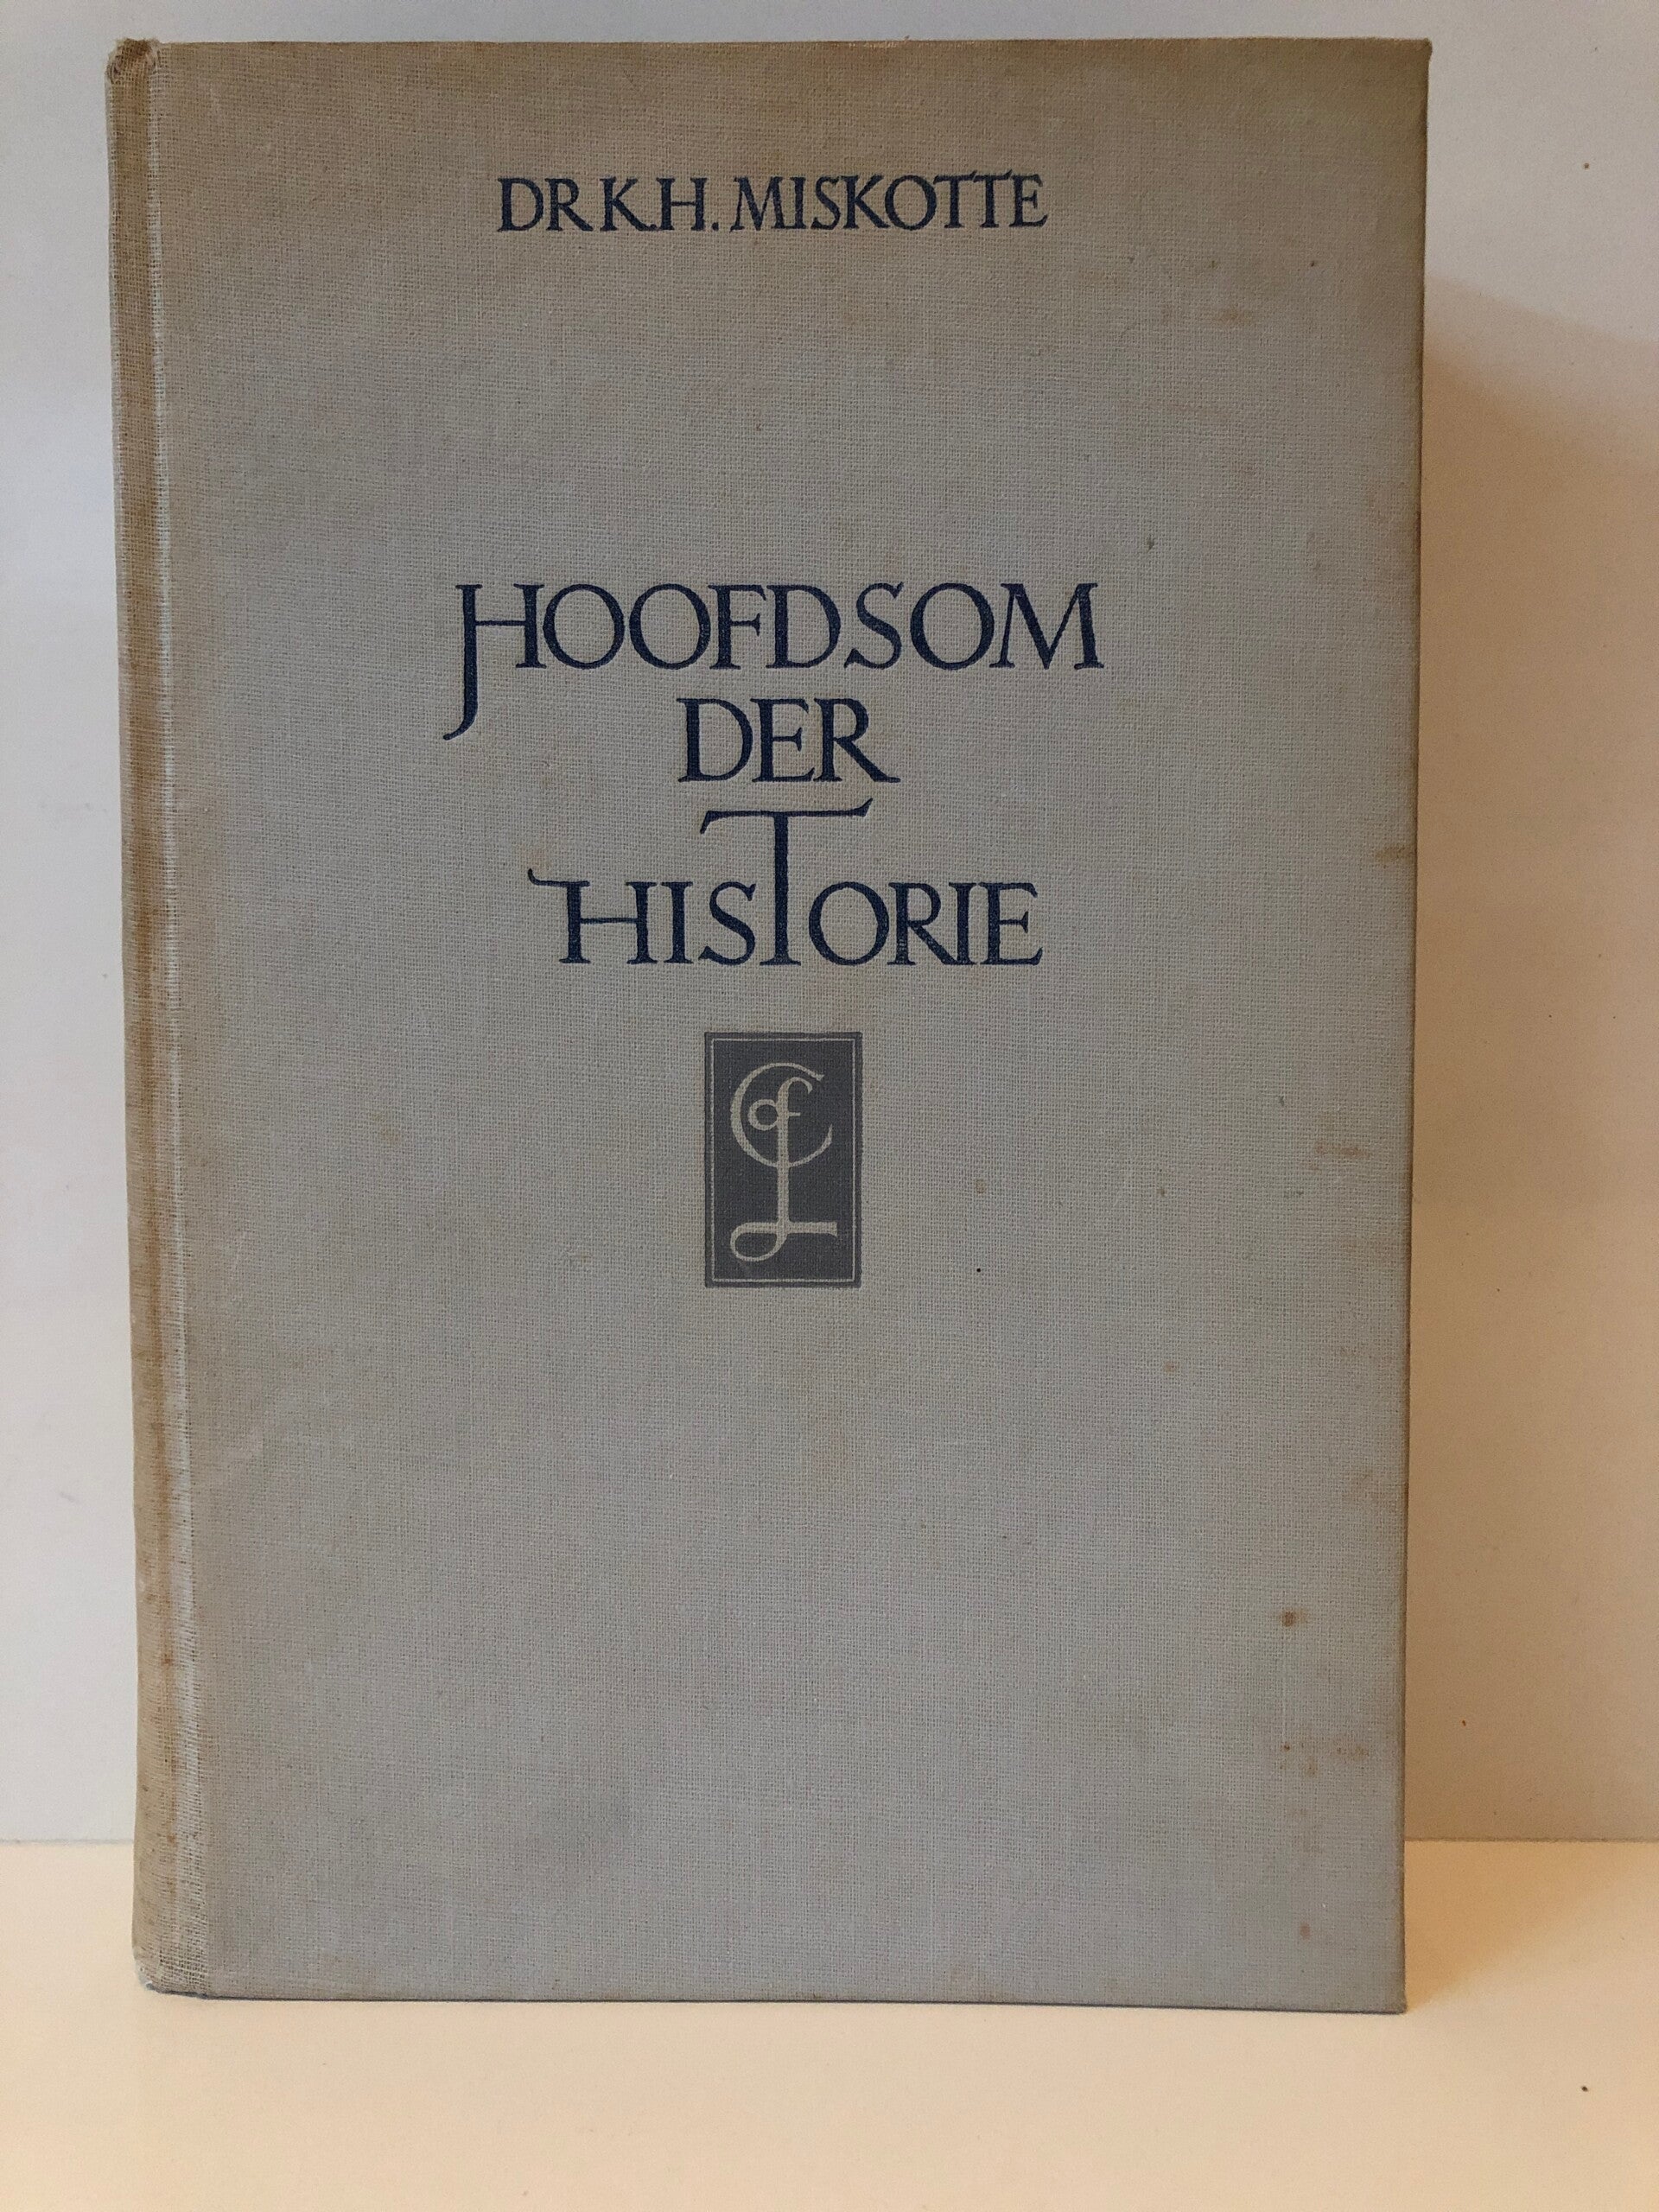 DR K.H. MISKOTTE
HOOFDSOM
DER
HISTORIE